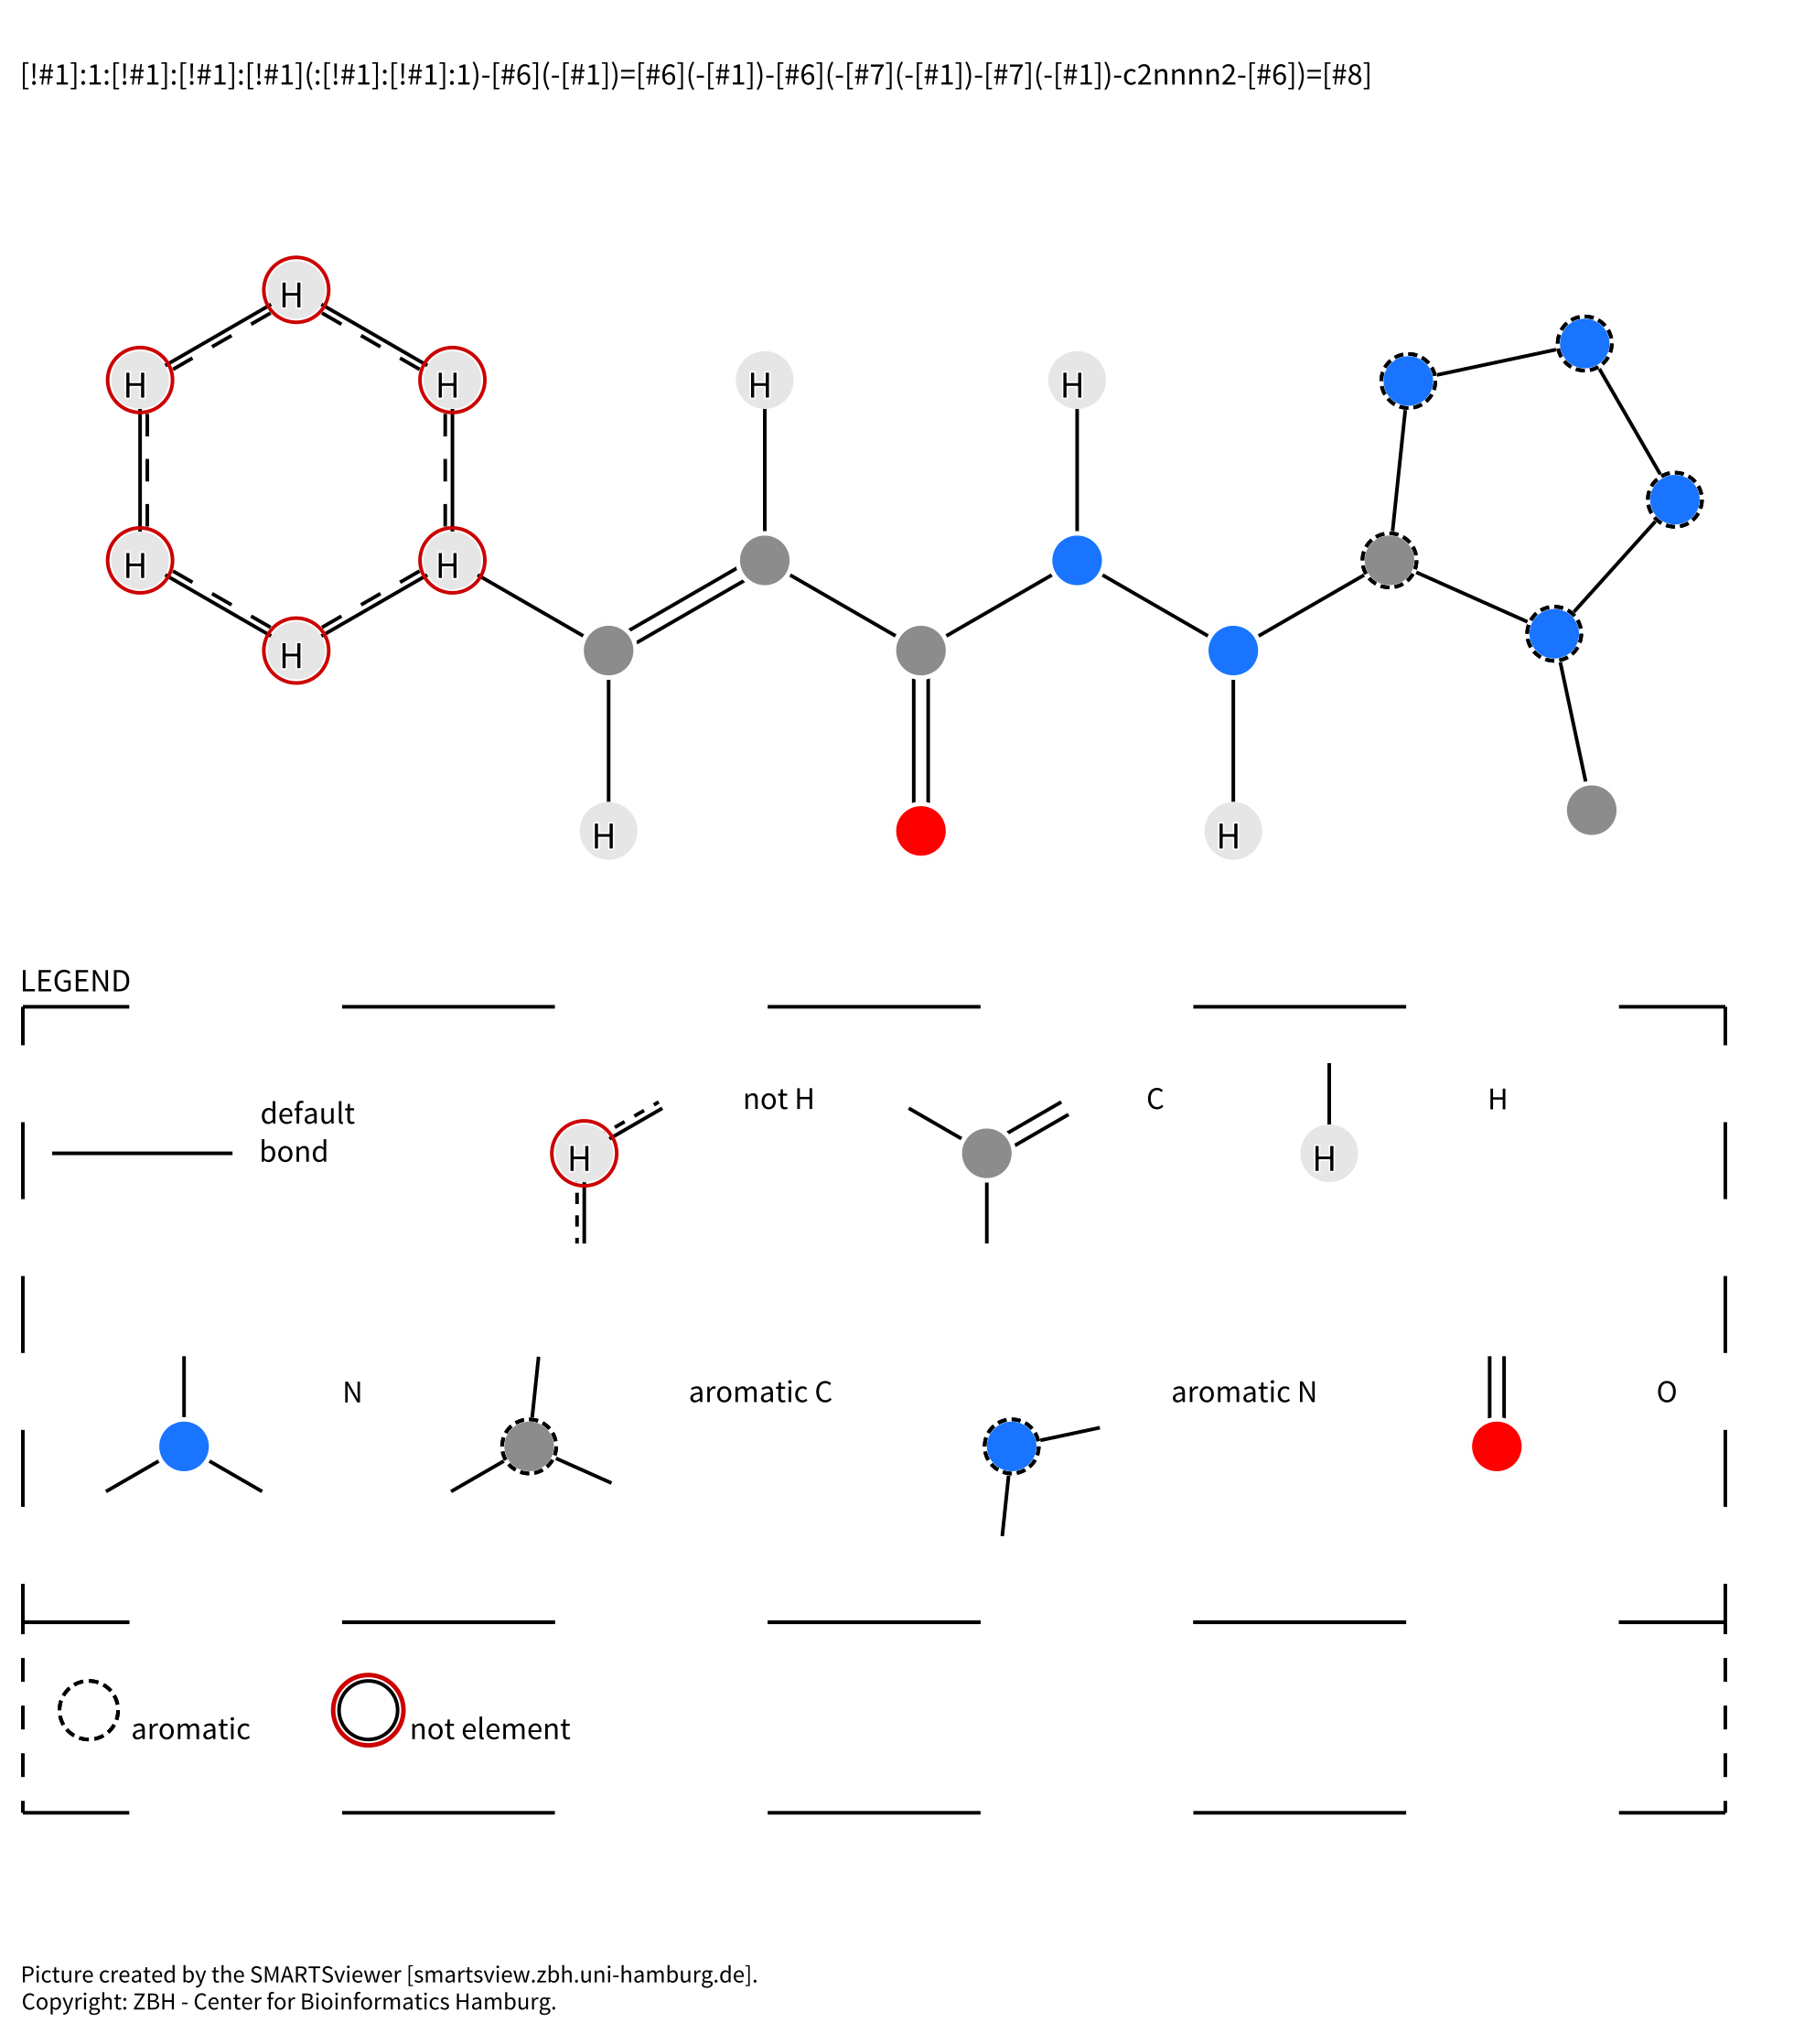 [!#1]:1:[!#1]:[!#1]:[!#1](:[!#1]:[!#1]:1)-[#6](-[#1])=[#6](-[#1])-[#6](-[#7](-[#1])-[#7](-[#1])-c2nnnn2-[#6])=[#8]
H
H
H
H
H
H
H
H
H
H
LEGEND
default
bond
H
not H
C
H
H
N
aromatic C
aromatic N
O
aromatic
not element
Picture created by the SMARTSviewer [smartsview.zbh.uni-hamburg.de].
Copyright: ZBH - Center for Bioinformatics Hamburg.